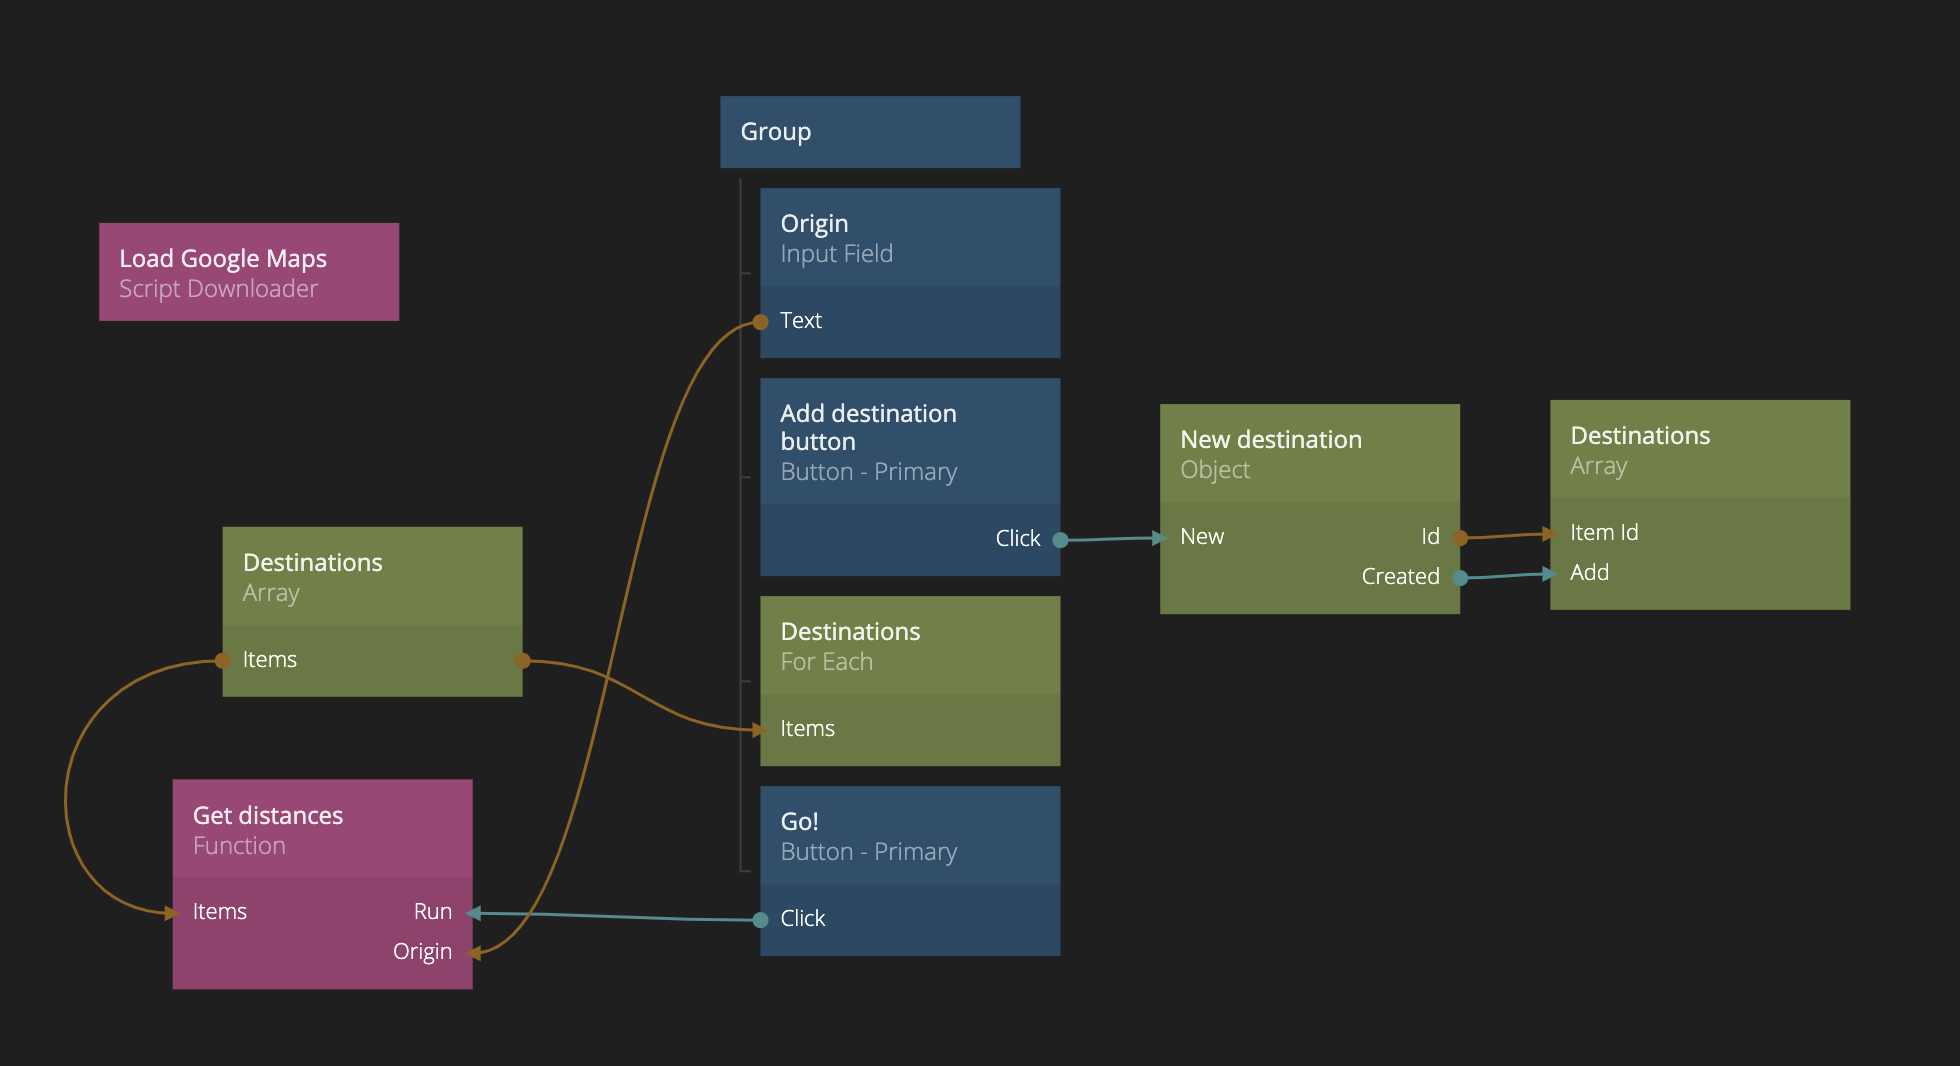 Group
Origin
Input Field
Text
Load Google Maps
Script Downloader
Add destination
button
Button - Primary
Click
New destination
Object
New
Id
Created
Destinations
Array
Item Id
Add
Destinations
Array
Items
Destinations
For Each
Items
Get distances
Function
Items
Run
Origin
Go!
Button - Primary
Click